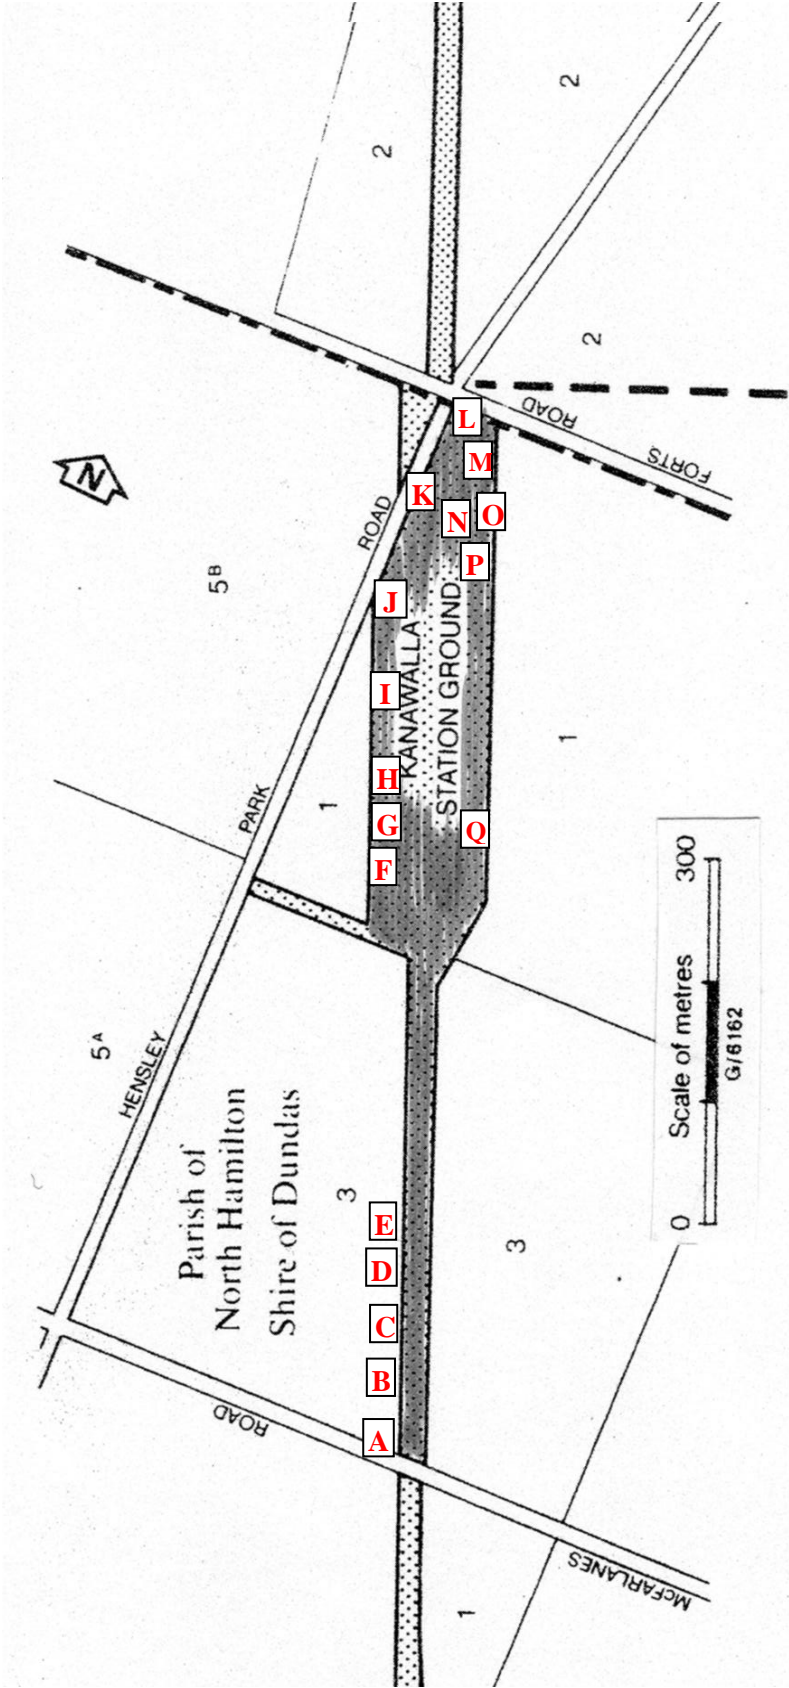 2
2
2
ROAD
FORTS
N
L
M
K
N
O
P
ROAD
5B
J
KANAWALLA
STATION GROUND
I
1
H
G
Q
F
PARK
1
5A
HENSLEY
Parish of
North Hamilton
Shire of Dundas
3
E
D
C
B
A
3
0
Scale of metres
300
G/6162
ROAD
McFARLANES
1